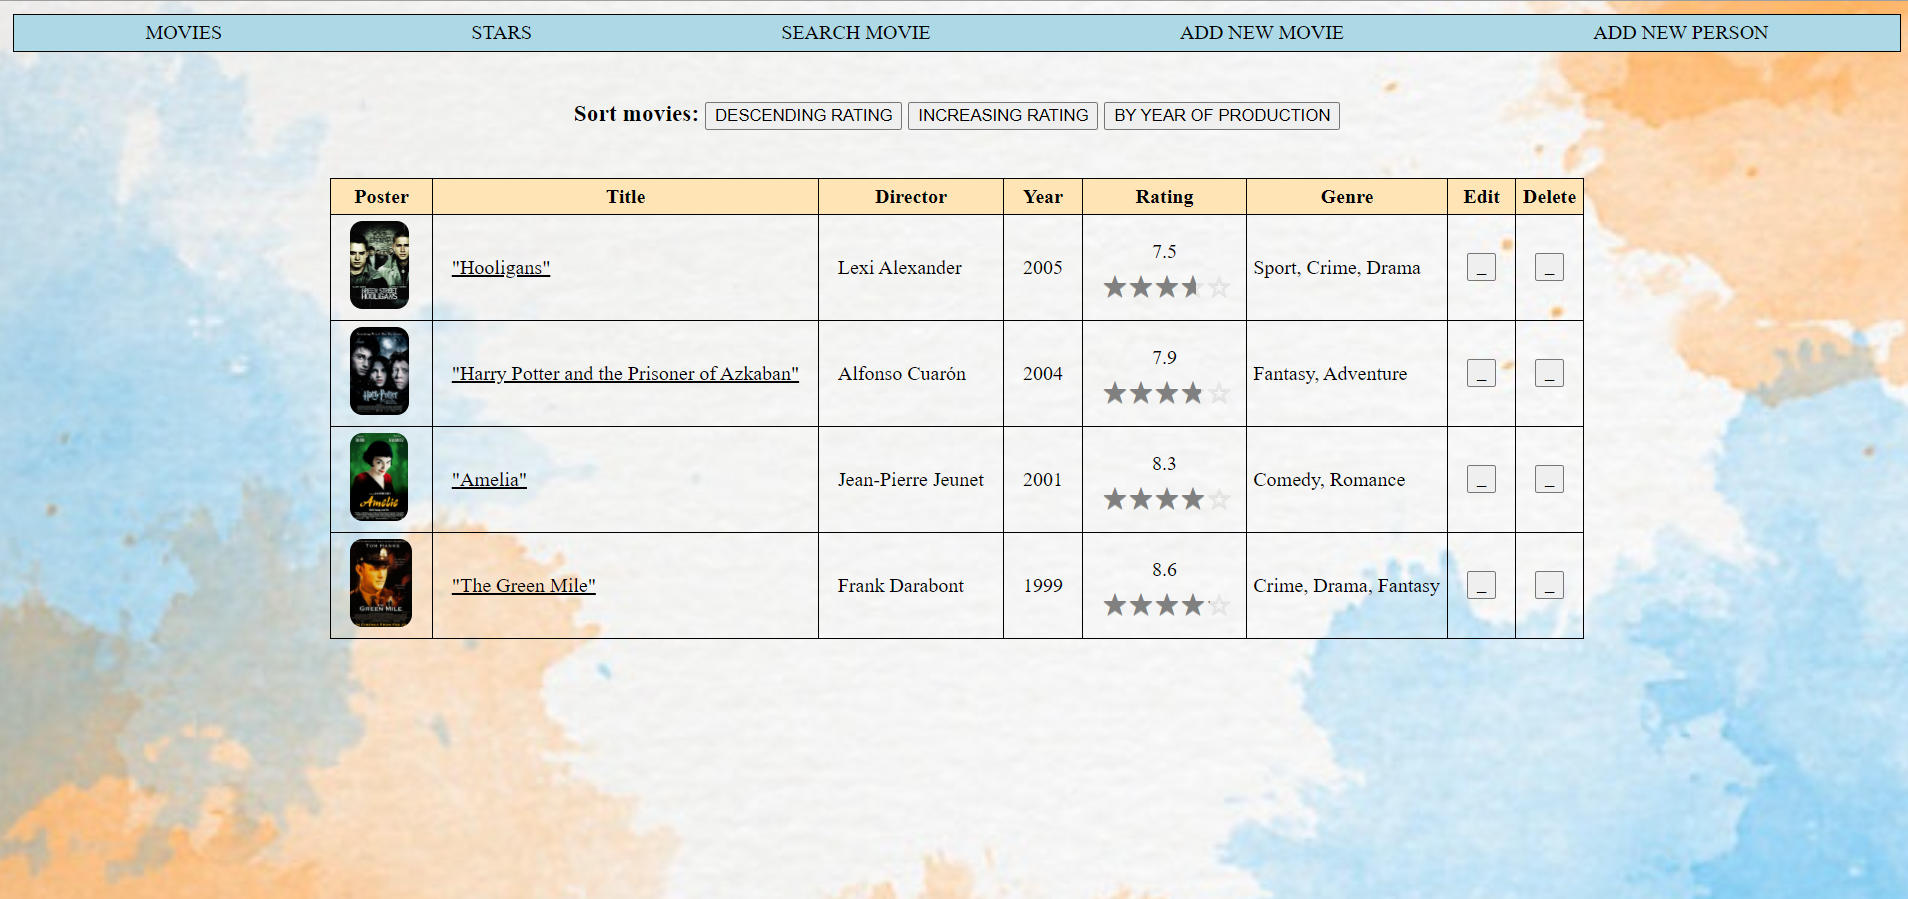 MOVIES STARS SEARCH MOVIE ADD NEW MOVIE ADD NEW PERSON
Sort movies: DESCENDING RATING INCREASING RATING BY YEAR OF PRODUCTION
Poster Title Director Year Rating Genre Edit Delete
GREEN STREET
HOOLIGANS
"Hooligans" Lexi Alexander 2005 7.5 Sport, Crime, Drama _ _
Harry Potter
"Harry Potter and the Prisoner of Azkaban" Alfonso Cuarón 2004 7.9 Fantasy, Adventure _ _
Amélie
"Amelia" Jean-Pierre Jeunet 2001 8.3 Comedy, Romance _ _
TOM HANKS
GREEN MILE
"The Green Mile" Frank Darabont 1999 8.6 Crime, Drama, Fantasy _ _